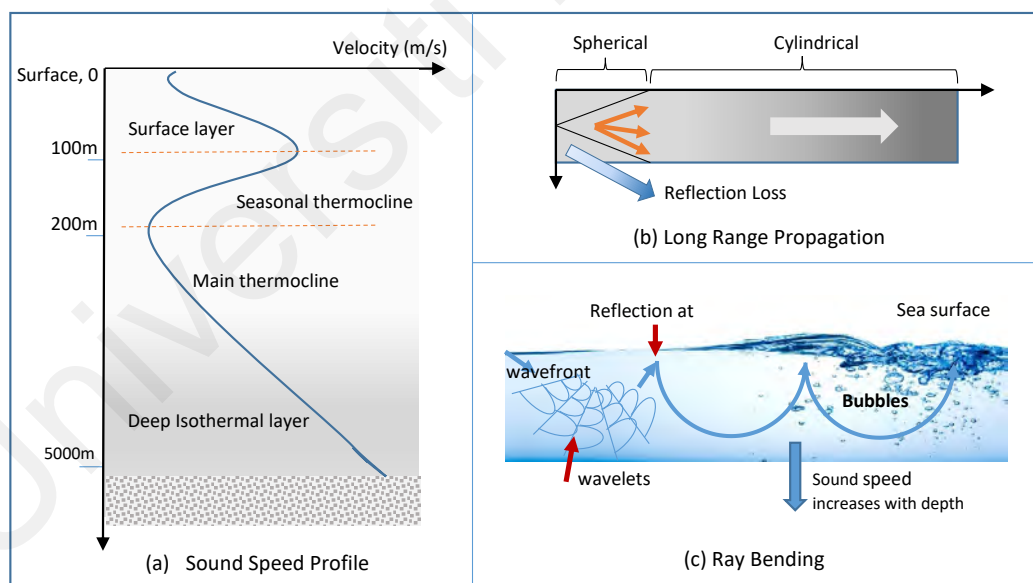 Velocity (m/s)
Surface, 0
Surface layer
100m
Seasonal thermocline
200m
Main thermocline
Deep Isothermal layer
5000m
(a) Sound Speed Profile
Spherical
Cylindrical
Reflection Loss
(b) Long Range Propagation
Reflection at
Sea surface
wavefront
Bubbles
wavelets
Sound speed
increases with depth
(c) Ray Bending
Universiti